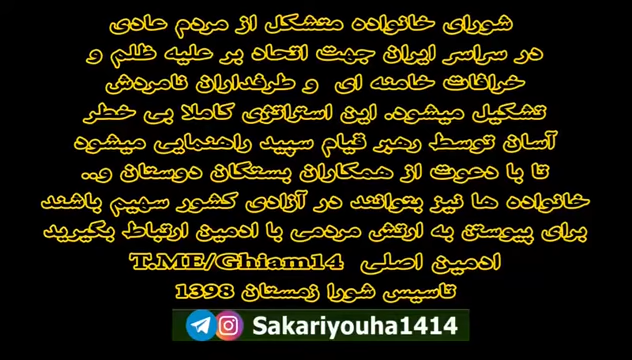 شورای خانواده متشکل از مردم عادی
در سراسر ایران جهت اتحاد بر علیه ظلم و
خرافات خامنه ای و طرفداران نامردش
تشکیل میشود. این استراتژی کاملا بی خطر
آسان توسط رهبر قیام سپید راهنمایی میشود
تا با دعوت از همکاران بستگان دوستان و..
خانواده ها نیز بتوانند در آزادی کشور سهیم باشند
برای پیوستن به ارتش مردمی با ادمین ارتباط بگیرید
ادمین اصلی T.ME/Ghiam14
تاسیس شورا زمستان 1398
Sakariyouha1414